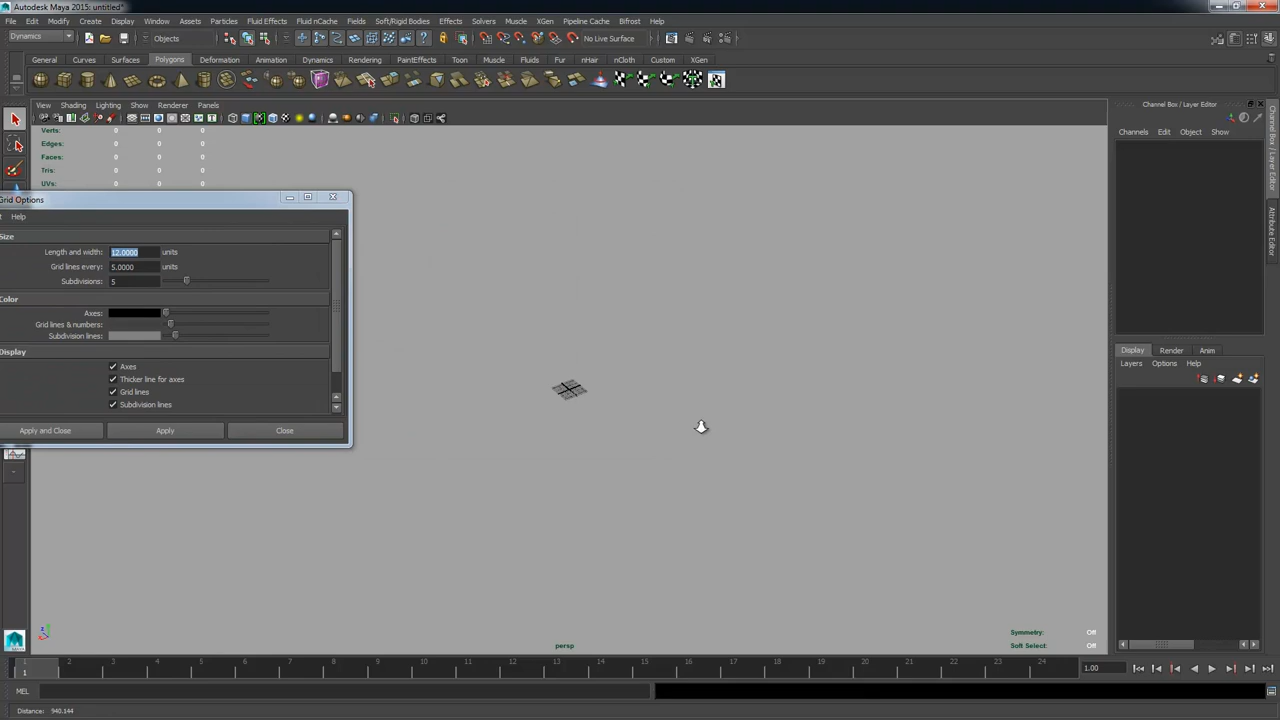 Autodesk Maya 2015: untitled*
File Edit Modify Create Display Window Assets Particles Fluid Effects Fluid nCache Fields Soft/Rigid Bodies Effects Solvers Muscle XGen Pipeline Cache Bifrost Help
Dynamics Objects No Live Surface
General Curves Surfaces Polygons Deformation Animation Dynamics Rendering PaintEffects Toon Muscle Fluids Fur nHair nCloth Custom XGen
View Shading Lighting Show Renderer Panels
Channel Box / Layer Editor
Verts: 0 0 0
Edges: 0 0 0
Faces: 0 0 0
Tris: 0 0 0
UVs: 0 0 0
Channels Edit Object Show
Channel Box / Layer Editor
Attribute Editor
Grid Options
Help
Size
Length and width: 12.0000 units
Grid lines every: 5.0000 units
Subdivisions: 5
Color
Axes:
Grid lines & numbers:
Subdivision lines:
Display
Axes
Thicker line for axes
Grid lines
Subdivision lines
Apply and Close Apply Close
Display Render Anim
Layers Options Help
Symmetry: Off
Soft Select: Off
persp
1 2 3 4 5 6 7 8 9 10 11 12 13 14 15 16 17 18 19 20 21 22 23 24
1 1.00
MEL
Distance: 940.144